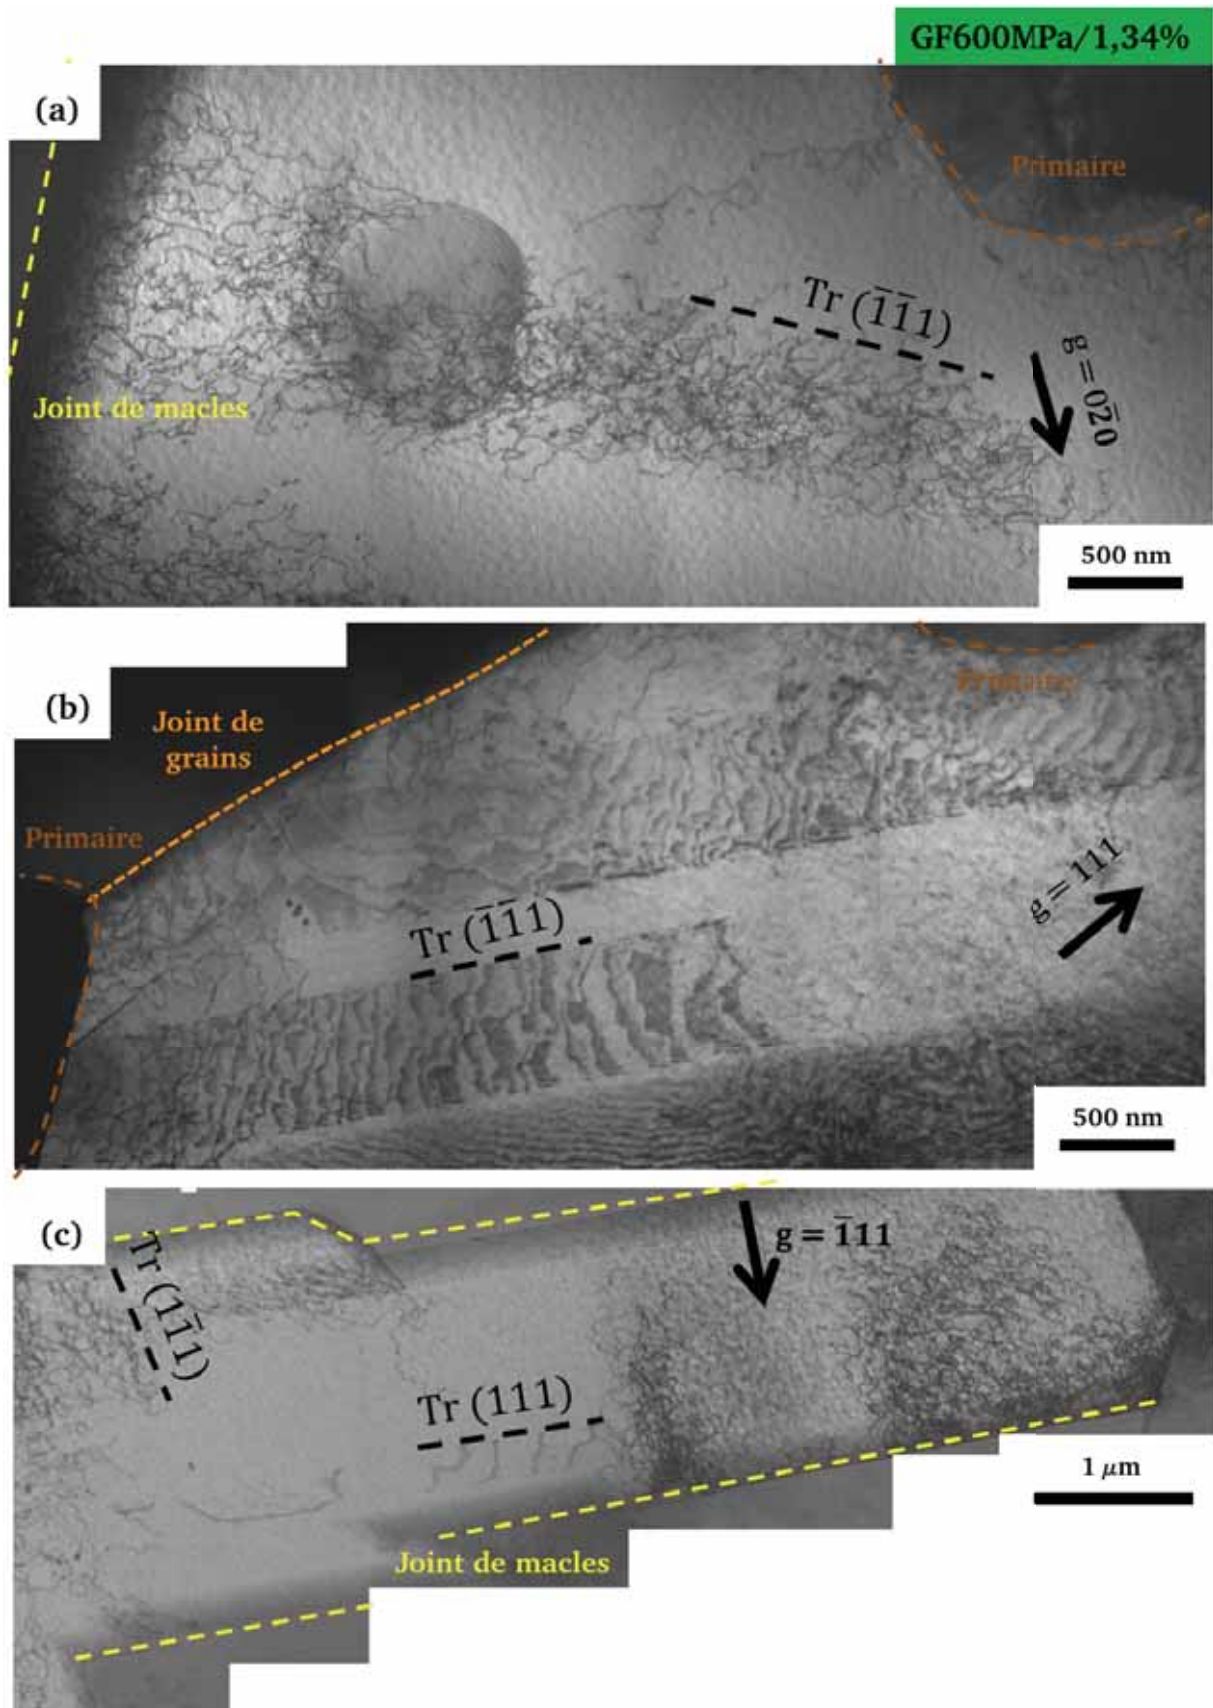 GF600MPa/1,34%
(a)
Primaire
Tr (1̅1̅1)
g = 02̅0
Joint de macles
500 nm
(b)
Joint de
grains
Primaire
Primaire
g = 111
Tr (1̅1̅1)
500 nm
(c)
Tr (11̅1)
g = 1̅11
Tr (111)
1 μm
Joint de macles